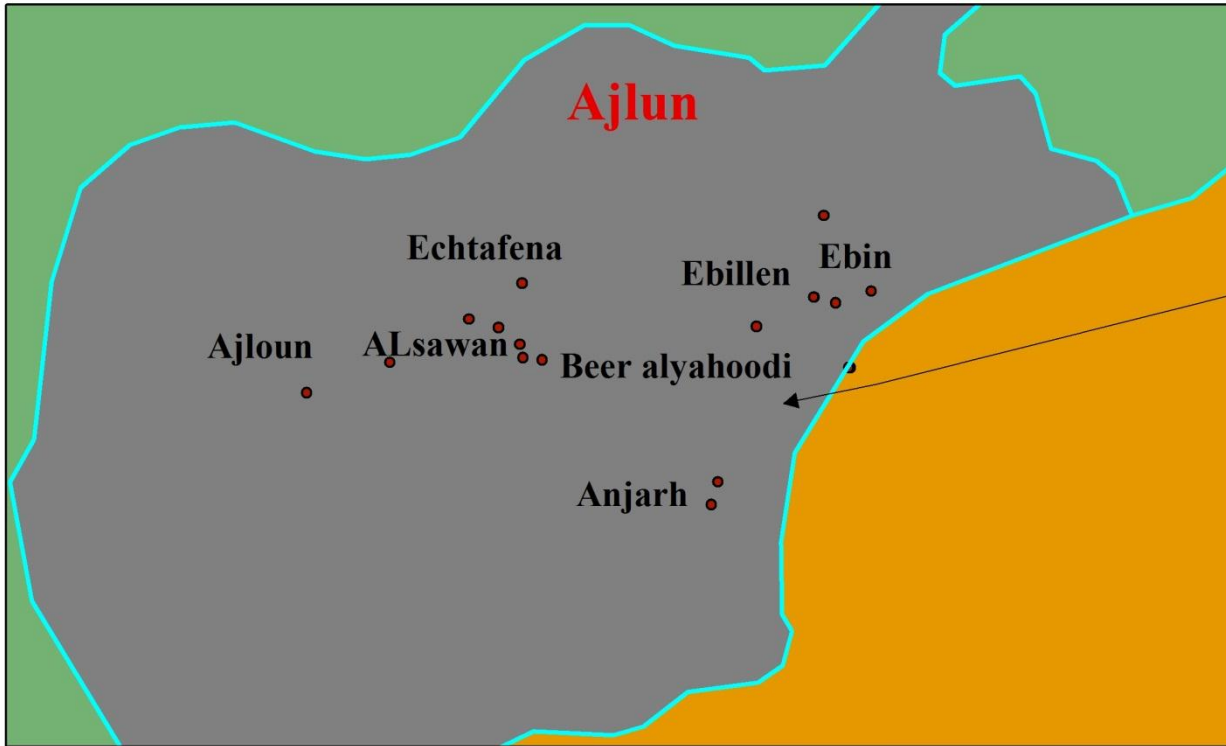 Ajlun
Echtafena
Ebillen
Ebin
Ajloun
ALsawan
Beer alyahoodi
Anjarh